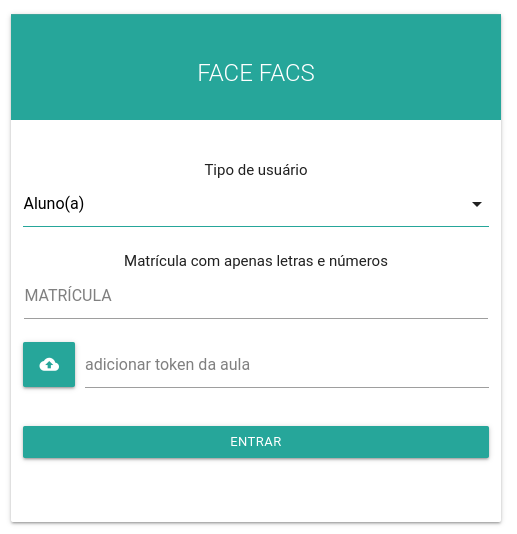 FACE FACS
Tipo de usuário
Aluno(a)
Matrícula com apenas letras e números
MATRÍCULA
adicionar token da aula
ENTRAR